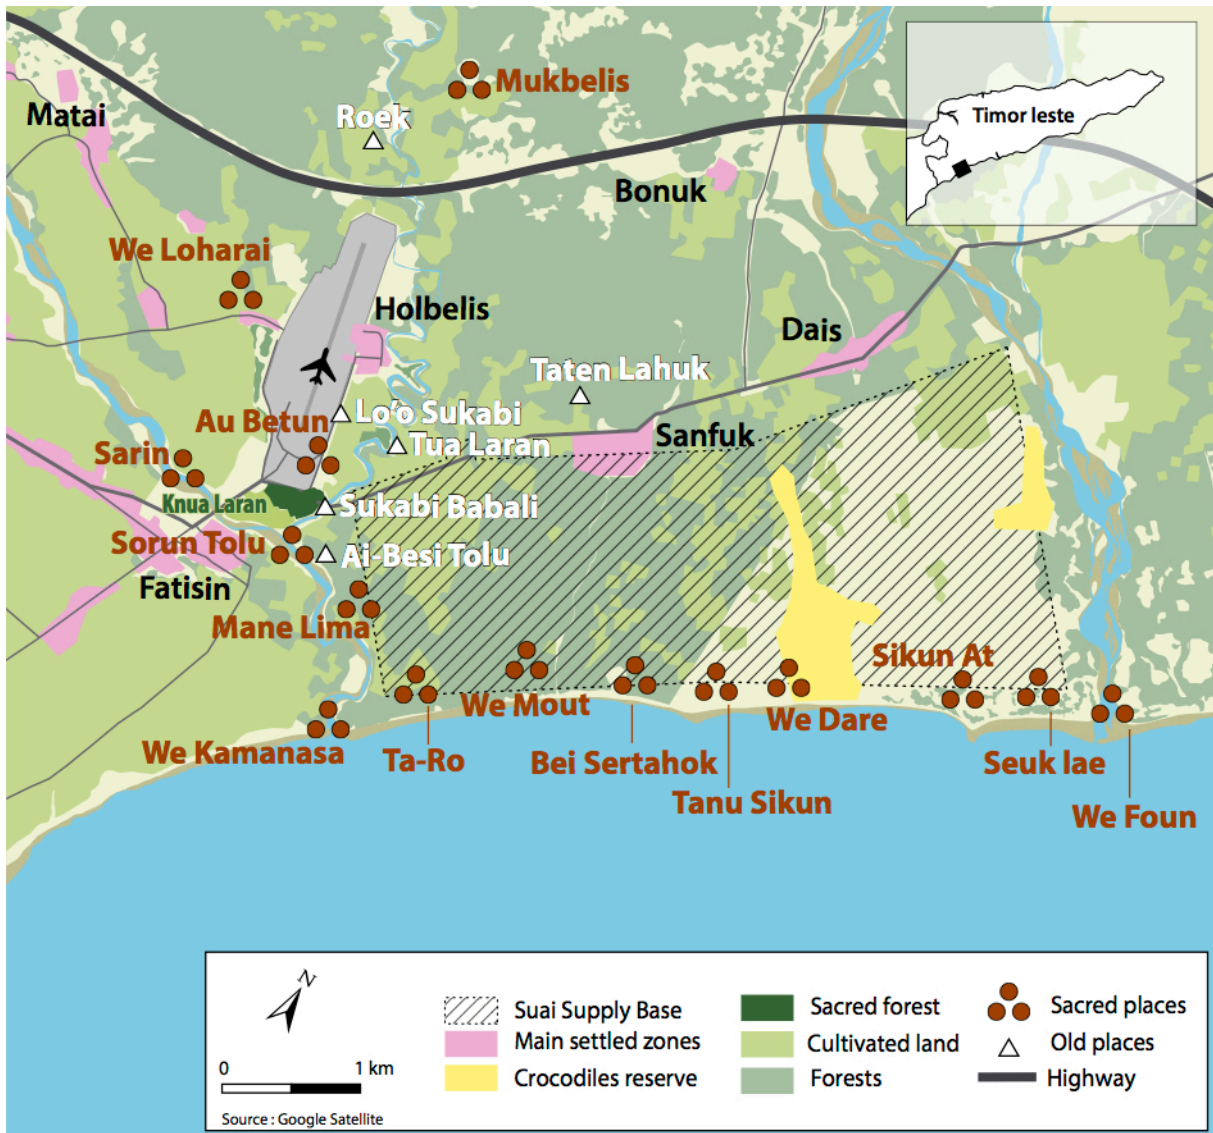 Mukbelis
Matai
Roek
Timor leste
Bonuk
We Loharai
Holbelis
Dais
Taten Lahuk
Au Betun
Lo'o Sukabi
Sanfuk
Tua Laran
Sarin
Knua Laran
Sukabi Babali
Sorun Tolu
Ai-Besi Tolu
Fatisin
Mane Lima
Sikun At
We Mout
We Dare
We Kamanasa
Ta-Ro
Bei Sertahok
Seuk lae
Tanu Sikun
We Foun
N
0 1 km
Source : Google Satellite
Suai Supply Base
Main settled zones
Crocodiles reserve
Sacred forest
Cultivated land
Forests
Sacred places
Old places
Highway